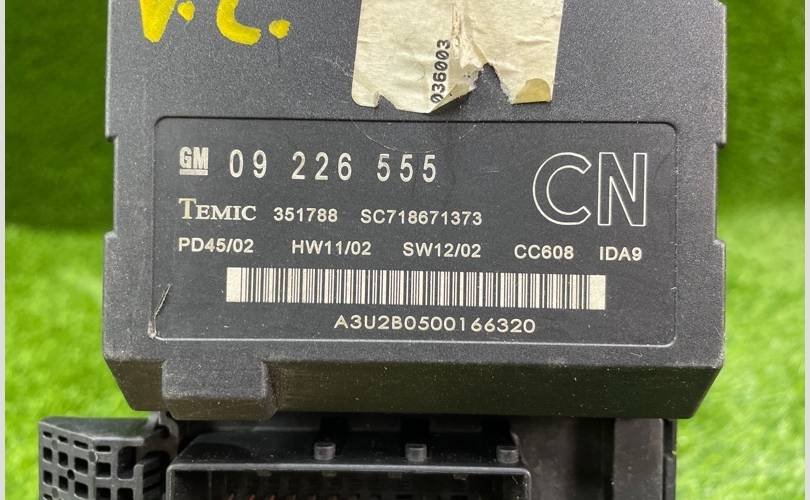 V.C.
036003
GM 09 226 555 CN
TEMIC 351788 SC718671373
PD45/02 HW11/02 SW12/02 CC608 IDA9
A3U2B0500166320